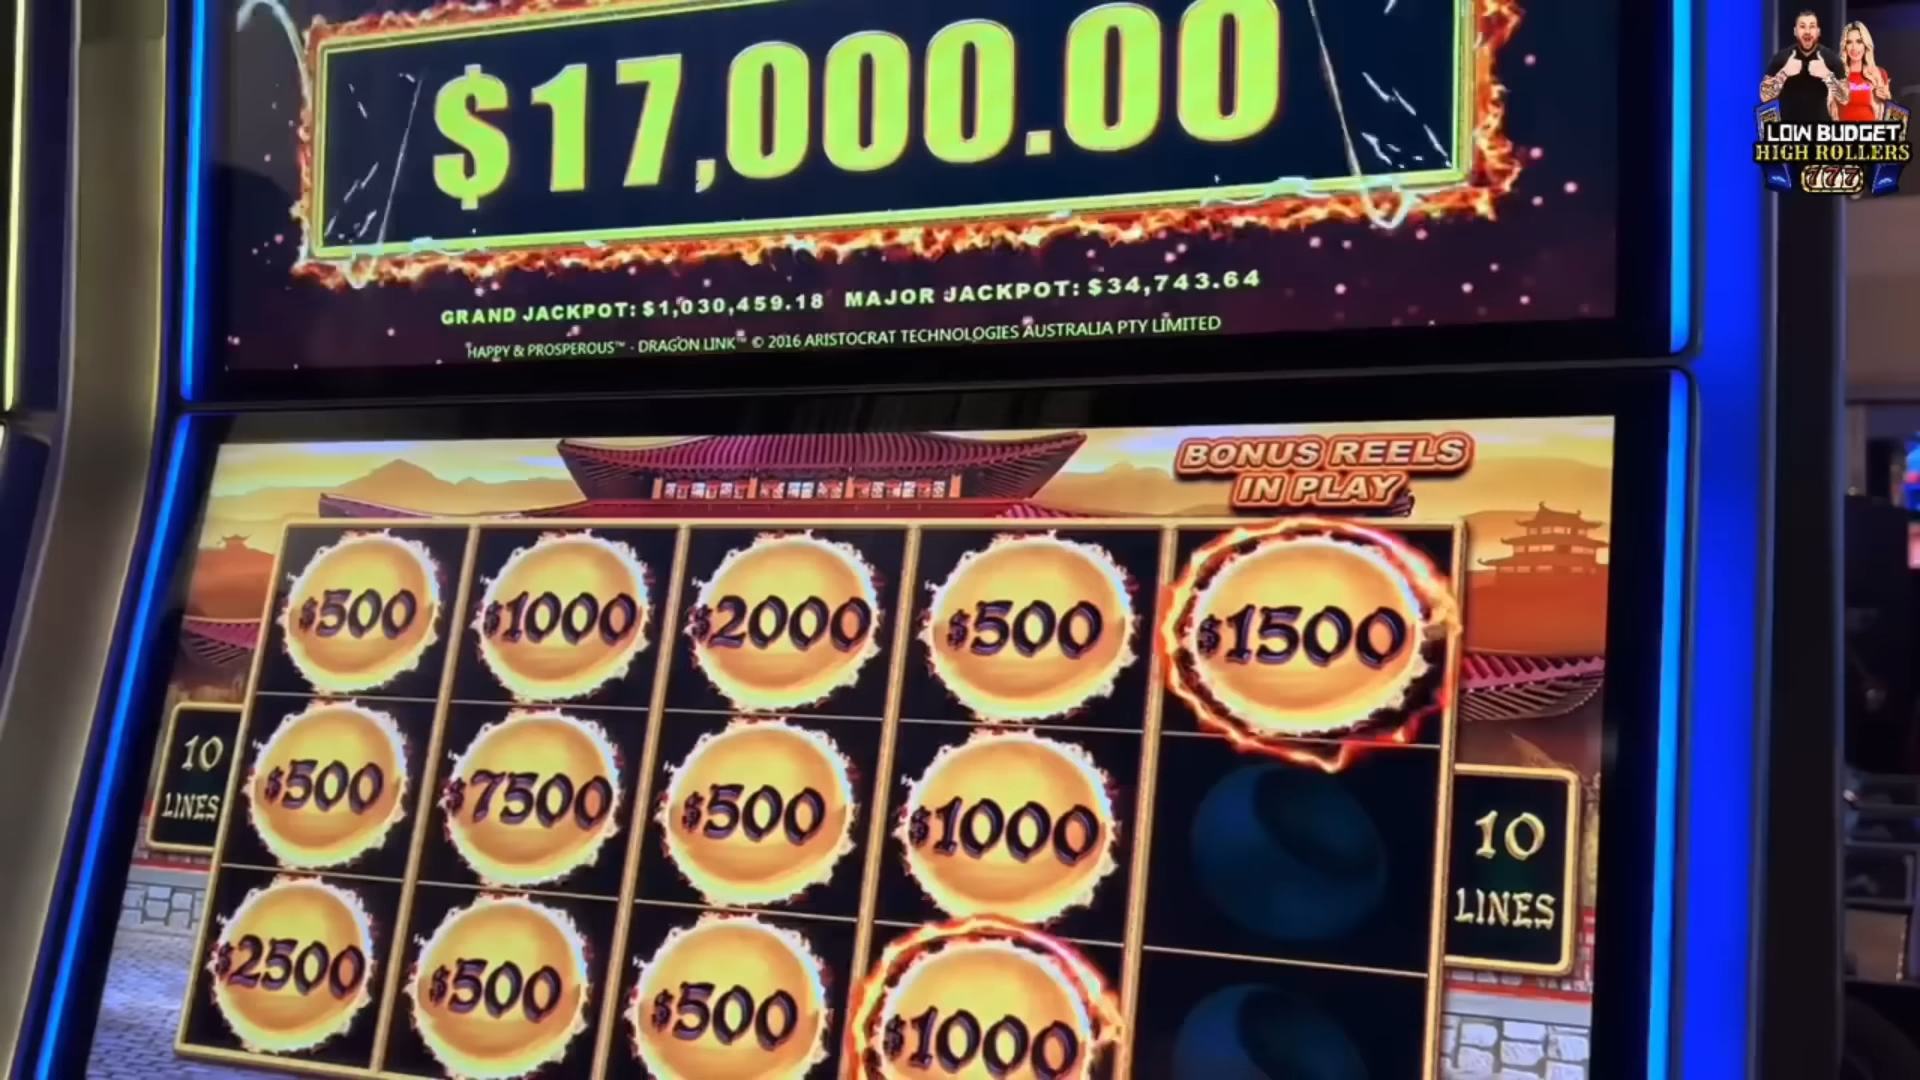 $17,000.00
LOW BUDGET
HIGH ROLLERS
777
GRAND JACKPOT: $1,030,459.18 MAJOR JACKPOT: $34,743.64
HAPPY & PROSPEROUS™ - DRAGON LINK™ © 2016 ARISTOCRAT TECHNOLOGIES AUSTRALIA PTY LIMITED
BONUS REELS
IN PLAY
$500 $1000 $2000 $500 $1500
10
LINES
$500 $7500 $500 $1000
10
LINES
$2500 $500 $500 $1000